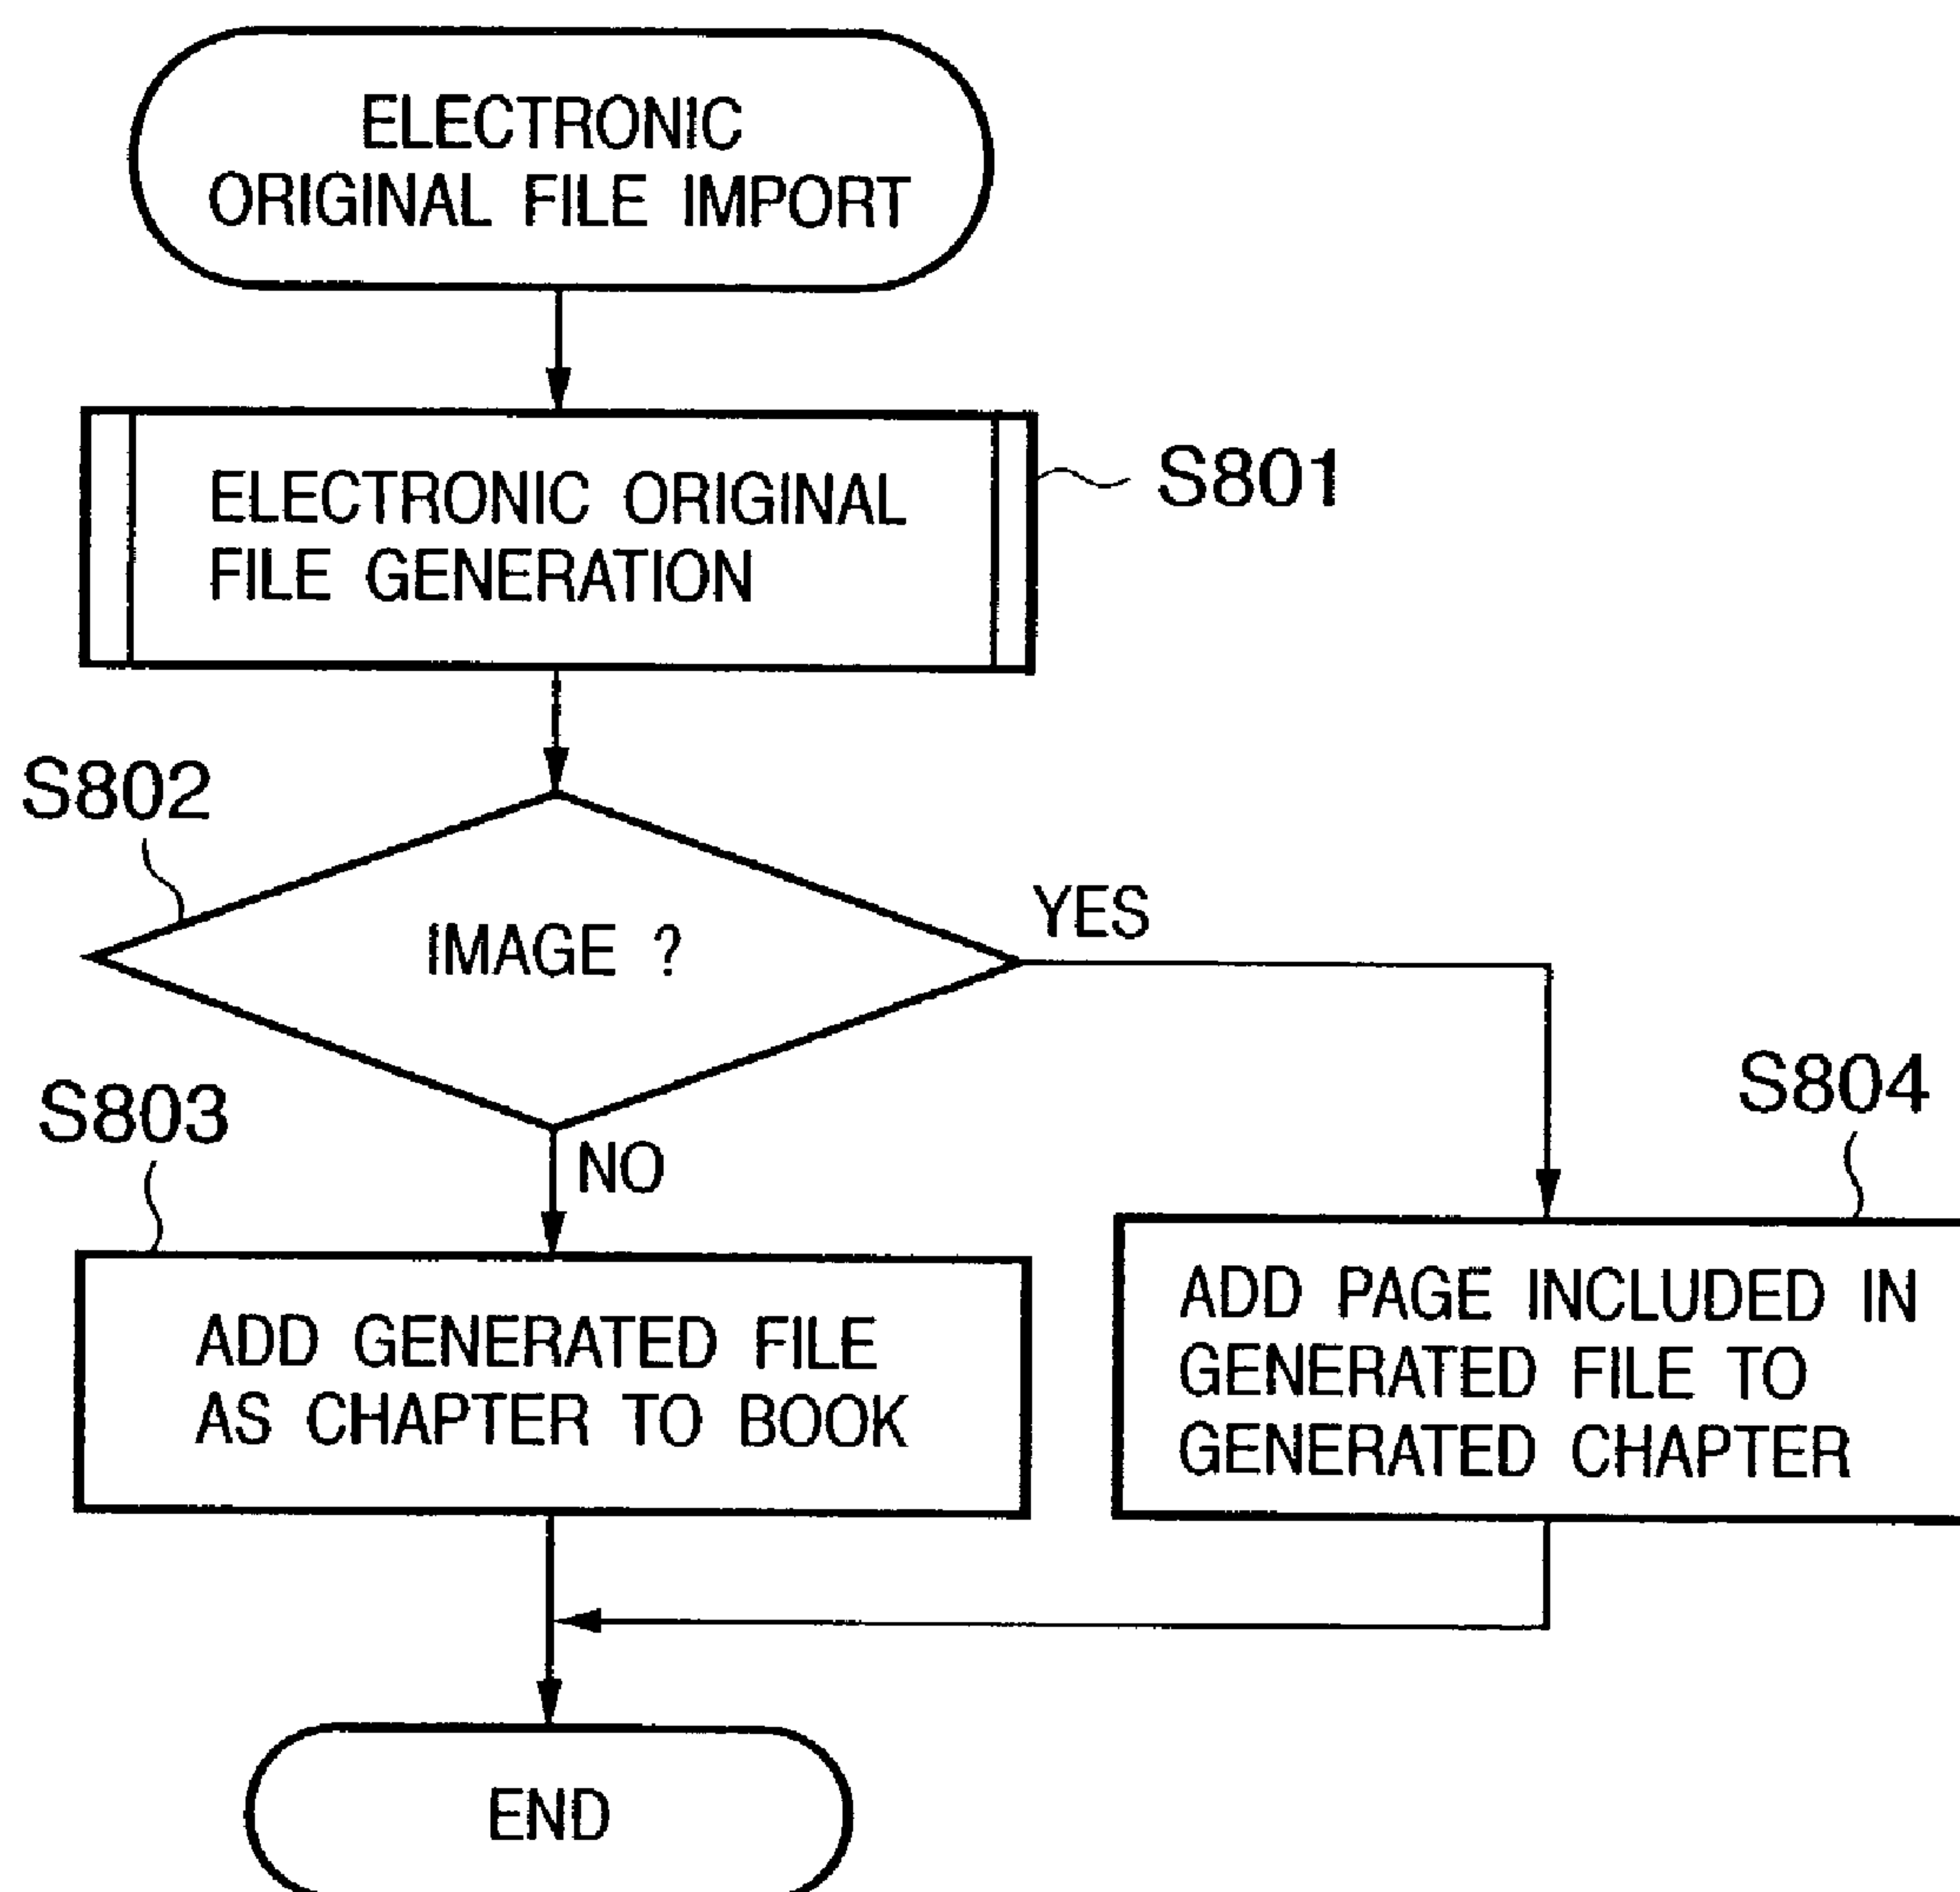 ELECTRONIC
ORIGINAL FILE IMPORT
ELECTRONIC ORIGINAL
FILE GENERATION
S801
S802
IMAGE ?
YES
NO
S803
ADD GENERATED FILE
AS CHAPTER TO BOOK
S804
ADD PAGE INCLUDED IN
GENERATED FILE TO
GENERATED CHAPTER
END